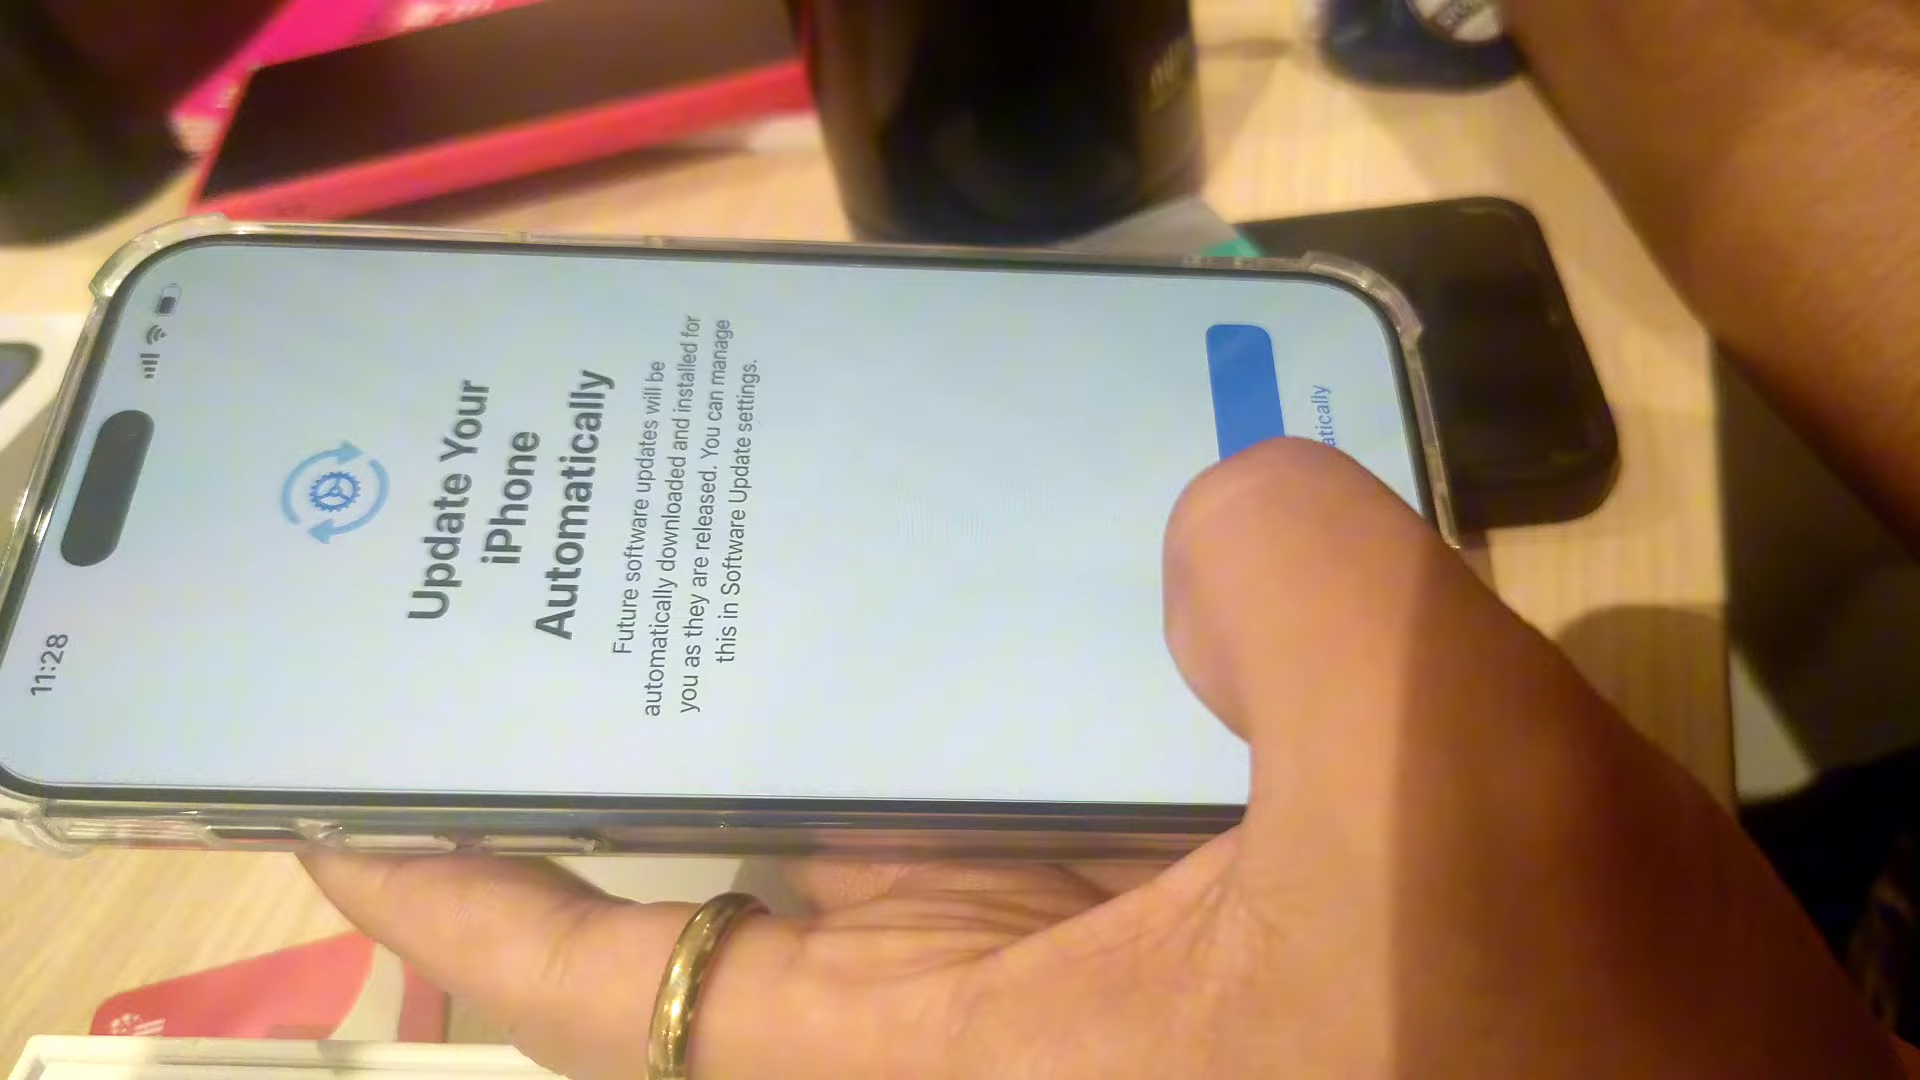 11:28
Update Your
iPhone
Automatically
Future software updates will be
automatically downloaded and installed for
you as they are released. You can manage
this in Software Update settings.